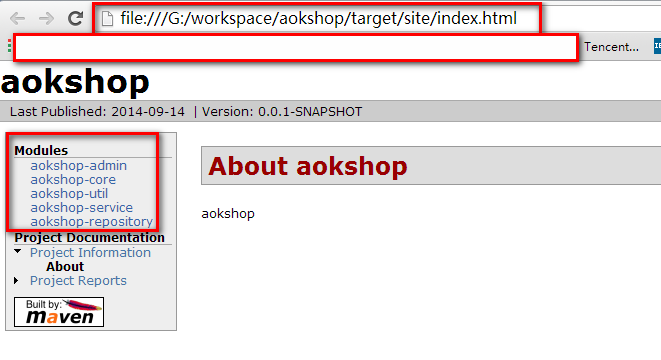 file:///G:/workspace/aokshop/target/site/index.html
Tencent...
aokshop
Last Published: 2014-09-14 | Version: 0.0.1-SNAPSHOT
Modules
aokshop-admin
aokshop-core
aokshop-util
aokshop-service
aokshop-repository
Project Documentation
Project Information
About
Project Reports
Built by:
maven
About aokshop
aokshop